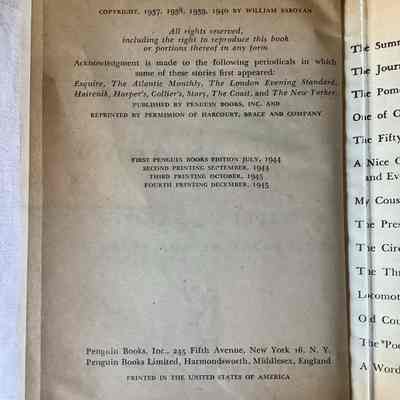 COPYRIGHT, 1937, 1938, 1939, 1940 BY WILLIAM SAROYAN
All rights reserved,
including the right to reproduce this book
or portions thereof in any form
Acknowledgment is made to the following periodicals in which
some of these stories first appeared:
Esquire, The Atlantic Monthly, The London Evening Standard,
Hairenik, Harper's, Collier's, Story, The Coast, and The New Yorker.
PUBLISHED BY PENGUIN BOOKS, INC. AND
REPRINTED BY PERMISSION OF HARCOURT, BRACE AND COMPANY
FIRST PENGUIN BOOKS EDITION JULY, 1944
SECOND PRINTING SEPTEMBER, 1944
THIRD PRINTING OCTOBER, 1945
FOURTH PRINTING DECEMBER, 1945
Penguin Books, Inc., 245 Fifth Avenue, New York 16, N. Y.
Penguin Books Limited, Harmondsworth, Middlesex, England
PRINTED IN THE UNITED STATES OF AMERICA
The Summ
The Jour
The Pom
One of O
The Fifty
A Nice O
and Ev
My Cous
The Pres
The Circ
The Thr
Locomot
Old Cou
The "Poe
A Word